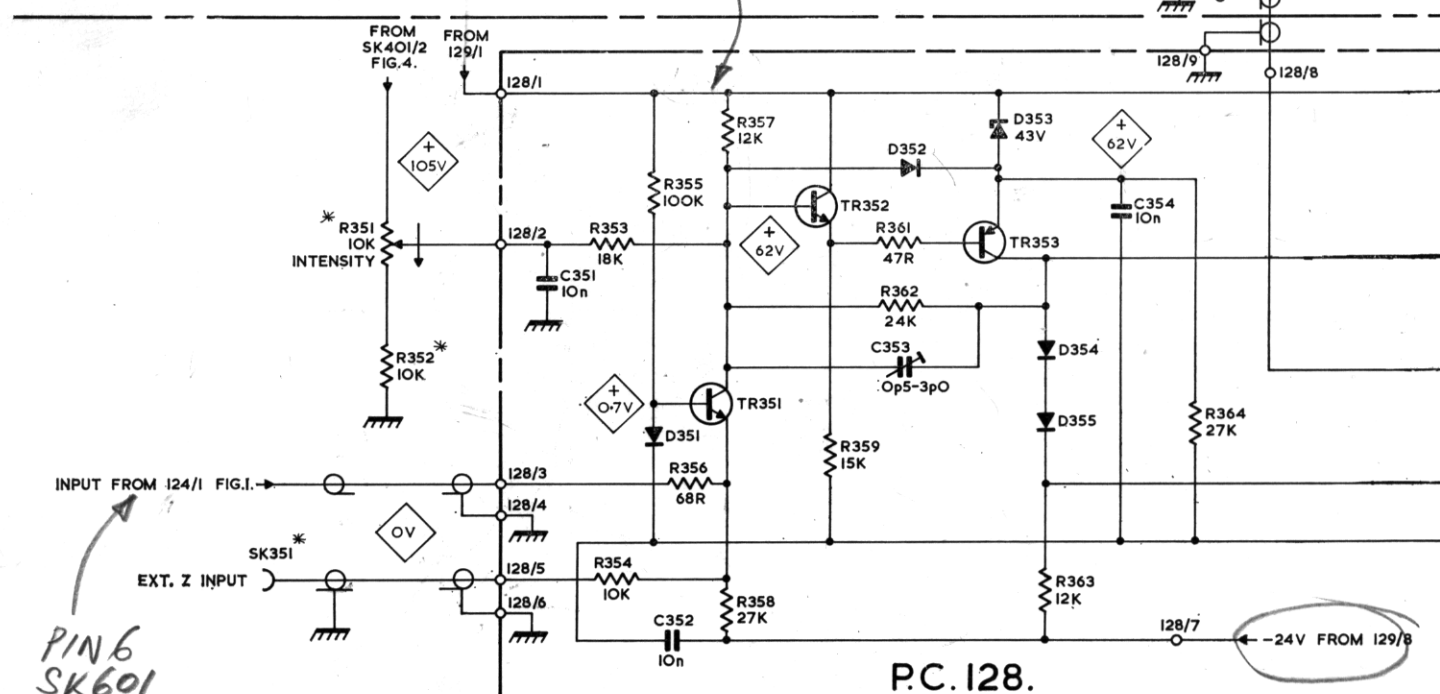 FROM
SK401/2
FIG.4.
FROM
129/1
128/1
128/9
128/8
R357
12K
D353
43V
+
62V
+
105V
D352
R355
100K
TR352
C354
10n
*
R351
10K
INTENSITY
128/2
R353
18K
+
62V
R361
47R
TR353
C351
10n
R362
24K
R352
*
10K
C353
0p5-3p0
D354
+
0.7V
TR351
D355
R364
27K
D351
R359
15K
INPUT FROM 124/1 FIG.1.
128/3
R356
68R
128/4
0V
SK351
*
EXT. Z INPUT
128/5
R354
10K
128/6
R358
27K
R363
12K
C352
10n
128/7
-24V FROM 129/8
PIN 6
SK601
P.C. 128.